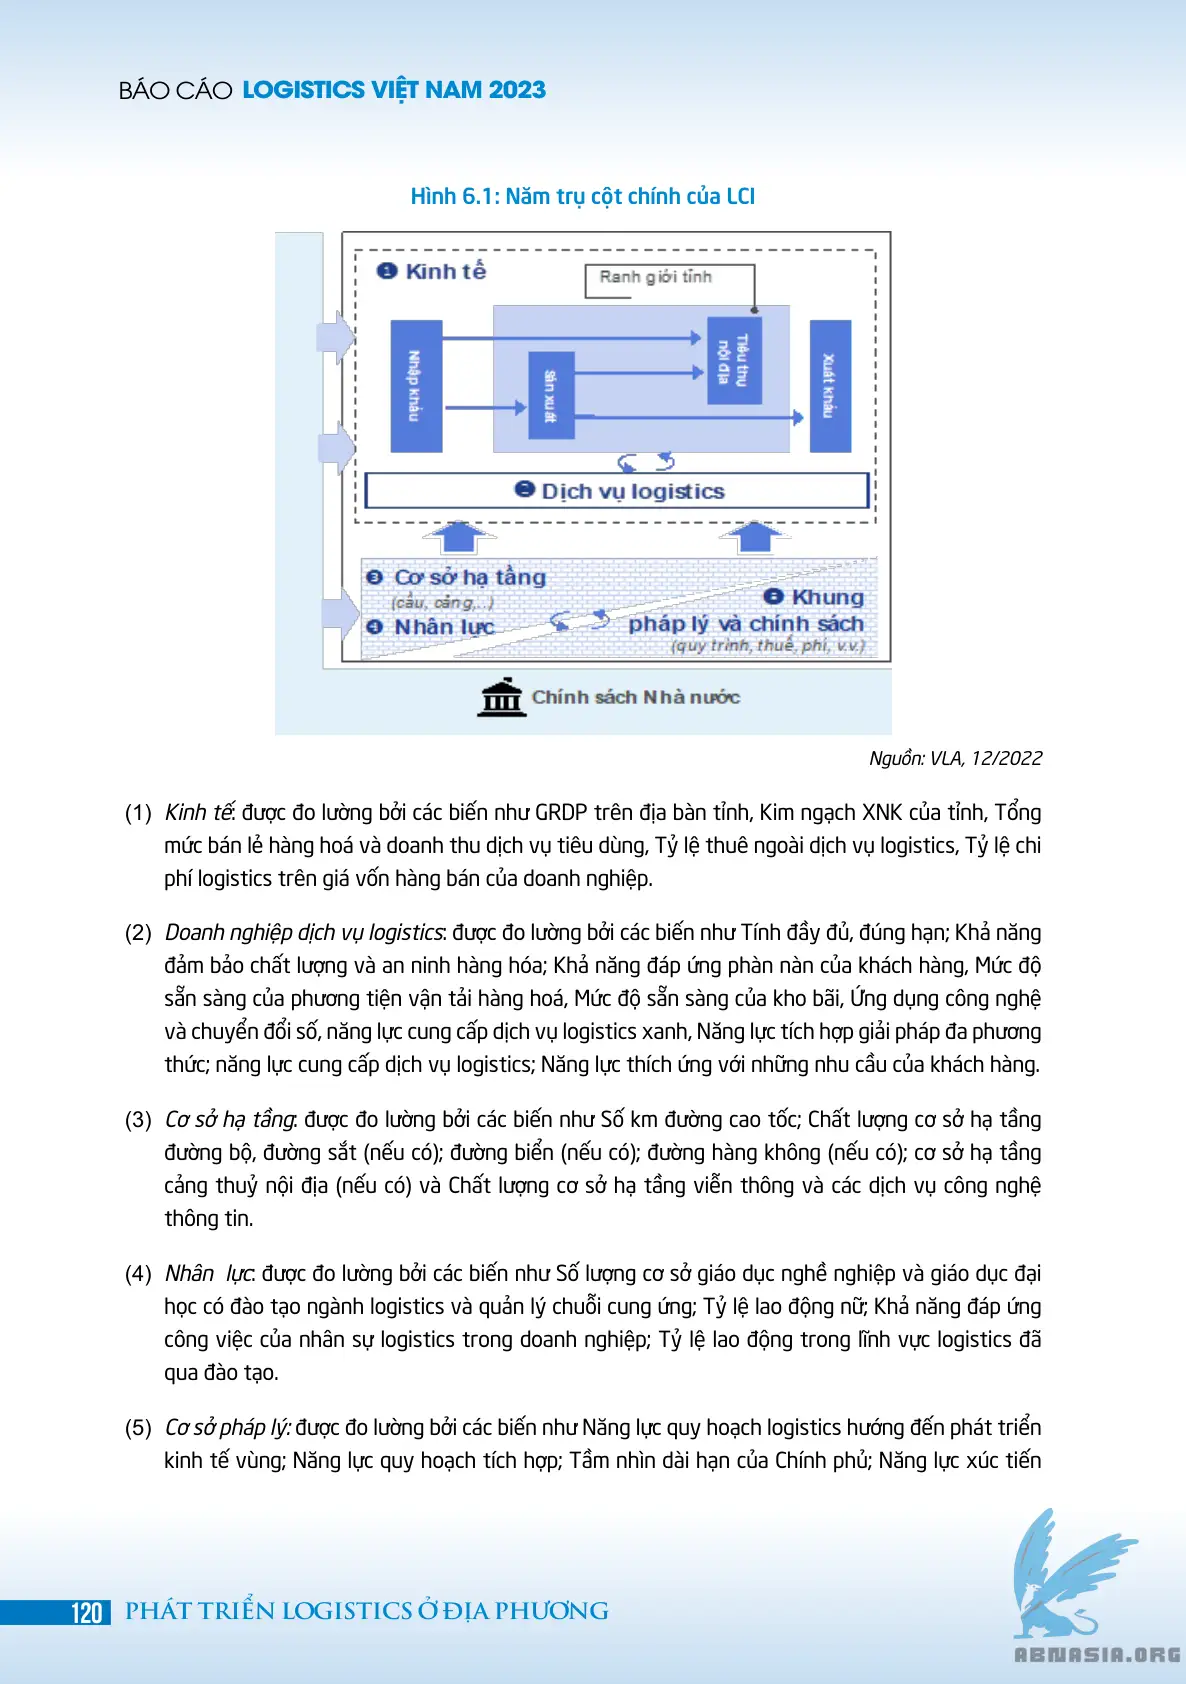 BÁO CÁO LOGISTICS VIỆT NAM 2023
Hình 6.1: Năm trụ cột chính của LCI
❶ Kinh tế
Ranh giới tỉnh
Nhập khẩu
Sản xuất
Tiêu thụ
nội địa
Xuất khẩu
❷ Dịch vụ logistics
❸ Cơ sở hạ tầng
(cầu, cảng,..)
❹ Nhân lực
Khung
pháp lý và chính sách
(quy trình, thuế, phí, v.v.)
Chính sách Nhà nước
Nguồn: VLA, 12/2022
(1) Kinh tế: được đo lường bởi các biến như GRDP trên địa bàn tỉnh, Kim ngạch XNK của tỉnh, Tổng
mức bán lẻ hàng hoá và doanh thu dịch vụ tiêu dùng, Tỷ lệ thuê ngoài dịch vụ logistics, Tỷ lệ chi
phí logistics trên giá vốn hàng bán của doanh nghiệp.
(2) Doanh nghiệp dịch vụ logistics: được đo lường bởi các biến như Tính đầy đủ, đúng hạn; Khả năng
đảm bảo chất lượng và an ninh hàng hóa; Khả năng đáp ứng phàn nàn của khách hàng, Mức độ
sẵn sàng của phương tiện vận tải hàng hoá, Mức độ sẵn sàng của kho bãi, Ứng dụng công nghệ
và chuyển đổi số, năng lực cung cấp dịch vụ logistics xanh, Năng lực tích hợp giải pháp đa phương
thức; năng lực cung cấp dịch vụ logistics; Năng lực thích ứng với những nhu cầu của khách hàng.
(3) Cơ sở hạ tầng: được đo lường bởi các biến như Số km đường cao tốc; Chất lượng cơ sở hạ tầng
đường bộ, đường sắt (nếu có); đường biển (nếu có); đường hàng không (nếu có); cơ sở hạ tầng
cảng thuỷ nội địa (nếu có) và Chất lượng cơ sở hạ tầng viễn thông và các dịch vụ công nghệ
thông tin.
(4) Nhân lực: được đo lường bởi các biến như Số lượng cơ sở giáo dục nghề nghiệp và giáo dục đại
học có đào tạo ngành logistics và quản lý chuỗi cung ứng; Tỷ lệ lao động nữ; Khả năng đáp ứng
công việc của nhân sự logistics trong doanh nghiệp; Tỷ lệ lao động trong lĩnh vực logistics đã
qua đào tạo.
(5) Cơ sở pháp lý: được đo lường bởi các biến như Năng lực quy hoạch logistics hướng đến phát triển
kinh tế vùng; Năng lực quy hoạch tích hợp; Tầm nhìn dài hạn của Chính phủ; Năng lực xúc tiến
120 PHÁT TRIỂN LOGISTICS Ở ĐỊA PHƯƠNG
ABNASIA.ORG